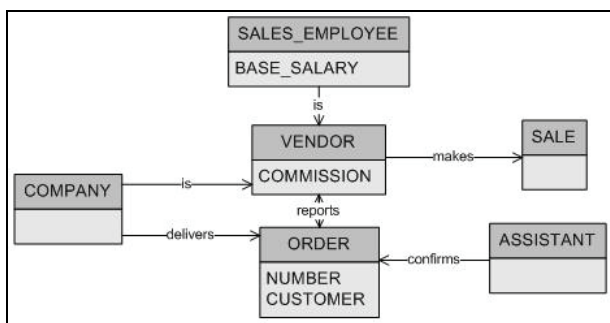 SALES_EMPLOYEE
BASE_SALARY
is
VENDOR
COMMISSION
makes
SALE
COMPANY
is
reports
delivers
ORDER
NUMBER
CUSTOMER
confirms
ASSISTANT